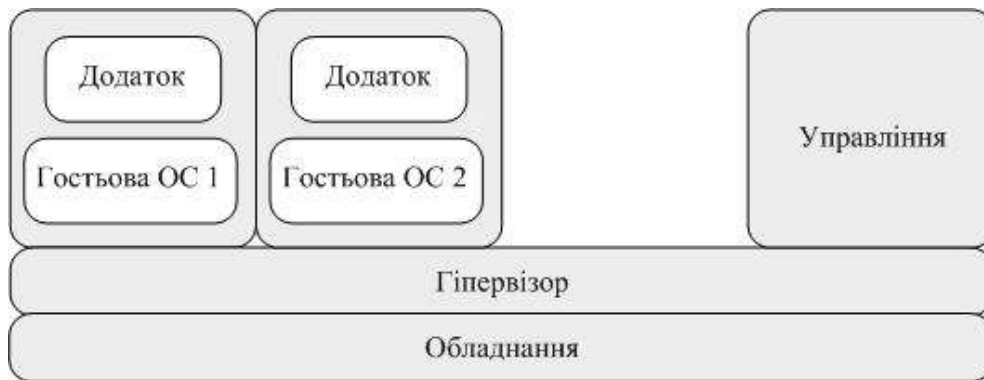 Додаток
Додаток
Гостьова ОС 1
Гостьова ОС 2
Управління
Гіпервізор
Обладнання